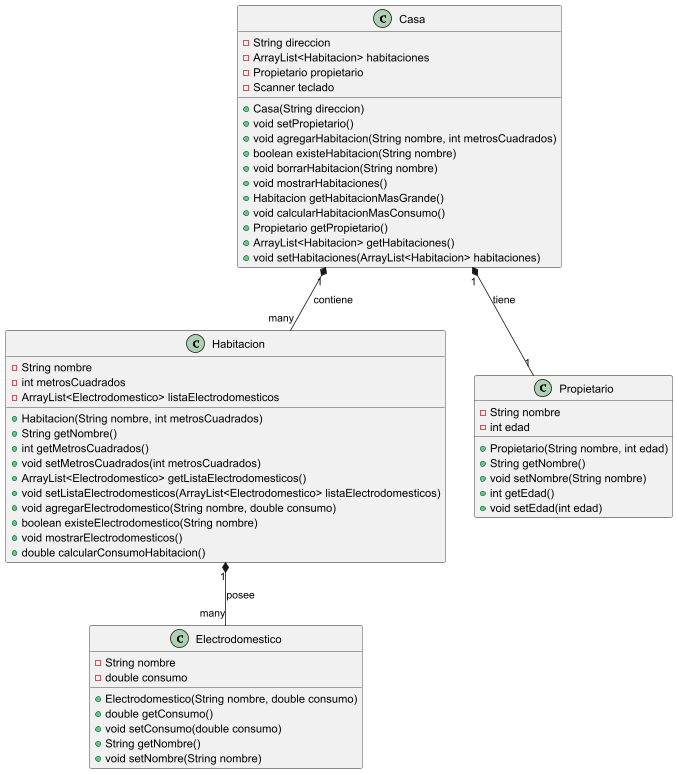 C Casa
String direccion
ArrayList<Habitacion> habitaciones
Propietario propietario
Scanner teclado
Casa(String direccion)
void setPropietario()
void agregarHabitacion(String nombre, int metrosCuadrados)
boolean existeHabitacion(String nombre)
void borrarHabitacion(String nombre)
void mostrarHabitaciones()
Habitacion getHabitacionMasGrande()
void calcularHabitacionMasConsumo()
Propietario getPropietario()
ArrayList<Habitacion> getHabitaciones()
void setHabitaciones(ArrayList<Habitacion> habitaciones)
1
1
contiene
tiene
many
1
C Habitacion
String nombre
int metrosCuadrados
ArrayList<Electrodomestico> listaElectrodomesticos
Habitacion(String nombre, int metrosCuadrados)
String getNombre()
int getMetrosCuadrados()
void setMetrosCuadrados(int metrosCuadrados)
ArrayList<Electrodomestico> getListaElectrodomesticos()
void setListaElectrodomesticos(ArrayList<Electrodomestico> listaElectrodomesticos)
void agregarElectrodomestico(String nombre, double consumo)
boolean existeElectrodomestico(String nombre)
void mostrarElectrodomesticos()
double calcularConsumoHabitacion()
C Propietario
String nombre
int edad
Propietario(String nombre, int edad)
String getNombre()
void setNombre(String nombre)
int getEdad()
void setEdad(int edad)
1
posee
many
C Electrodomestico
String nombre
double consumo
Electrodomestico(String nombre, double consumo)
double getConsumo()
void setConsumo(double consumo)
String getNombre()
void setNombre(String nombre)